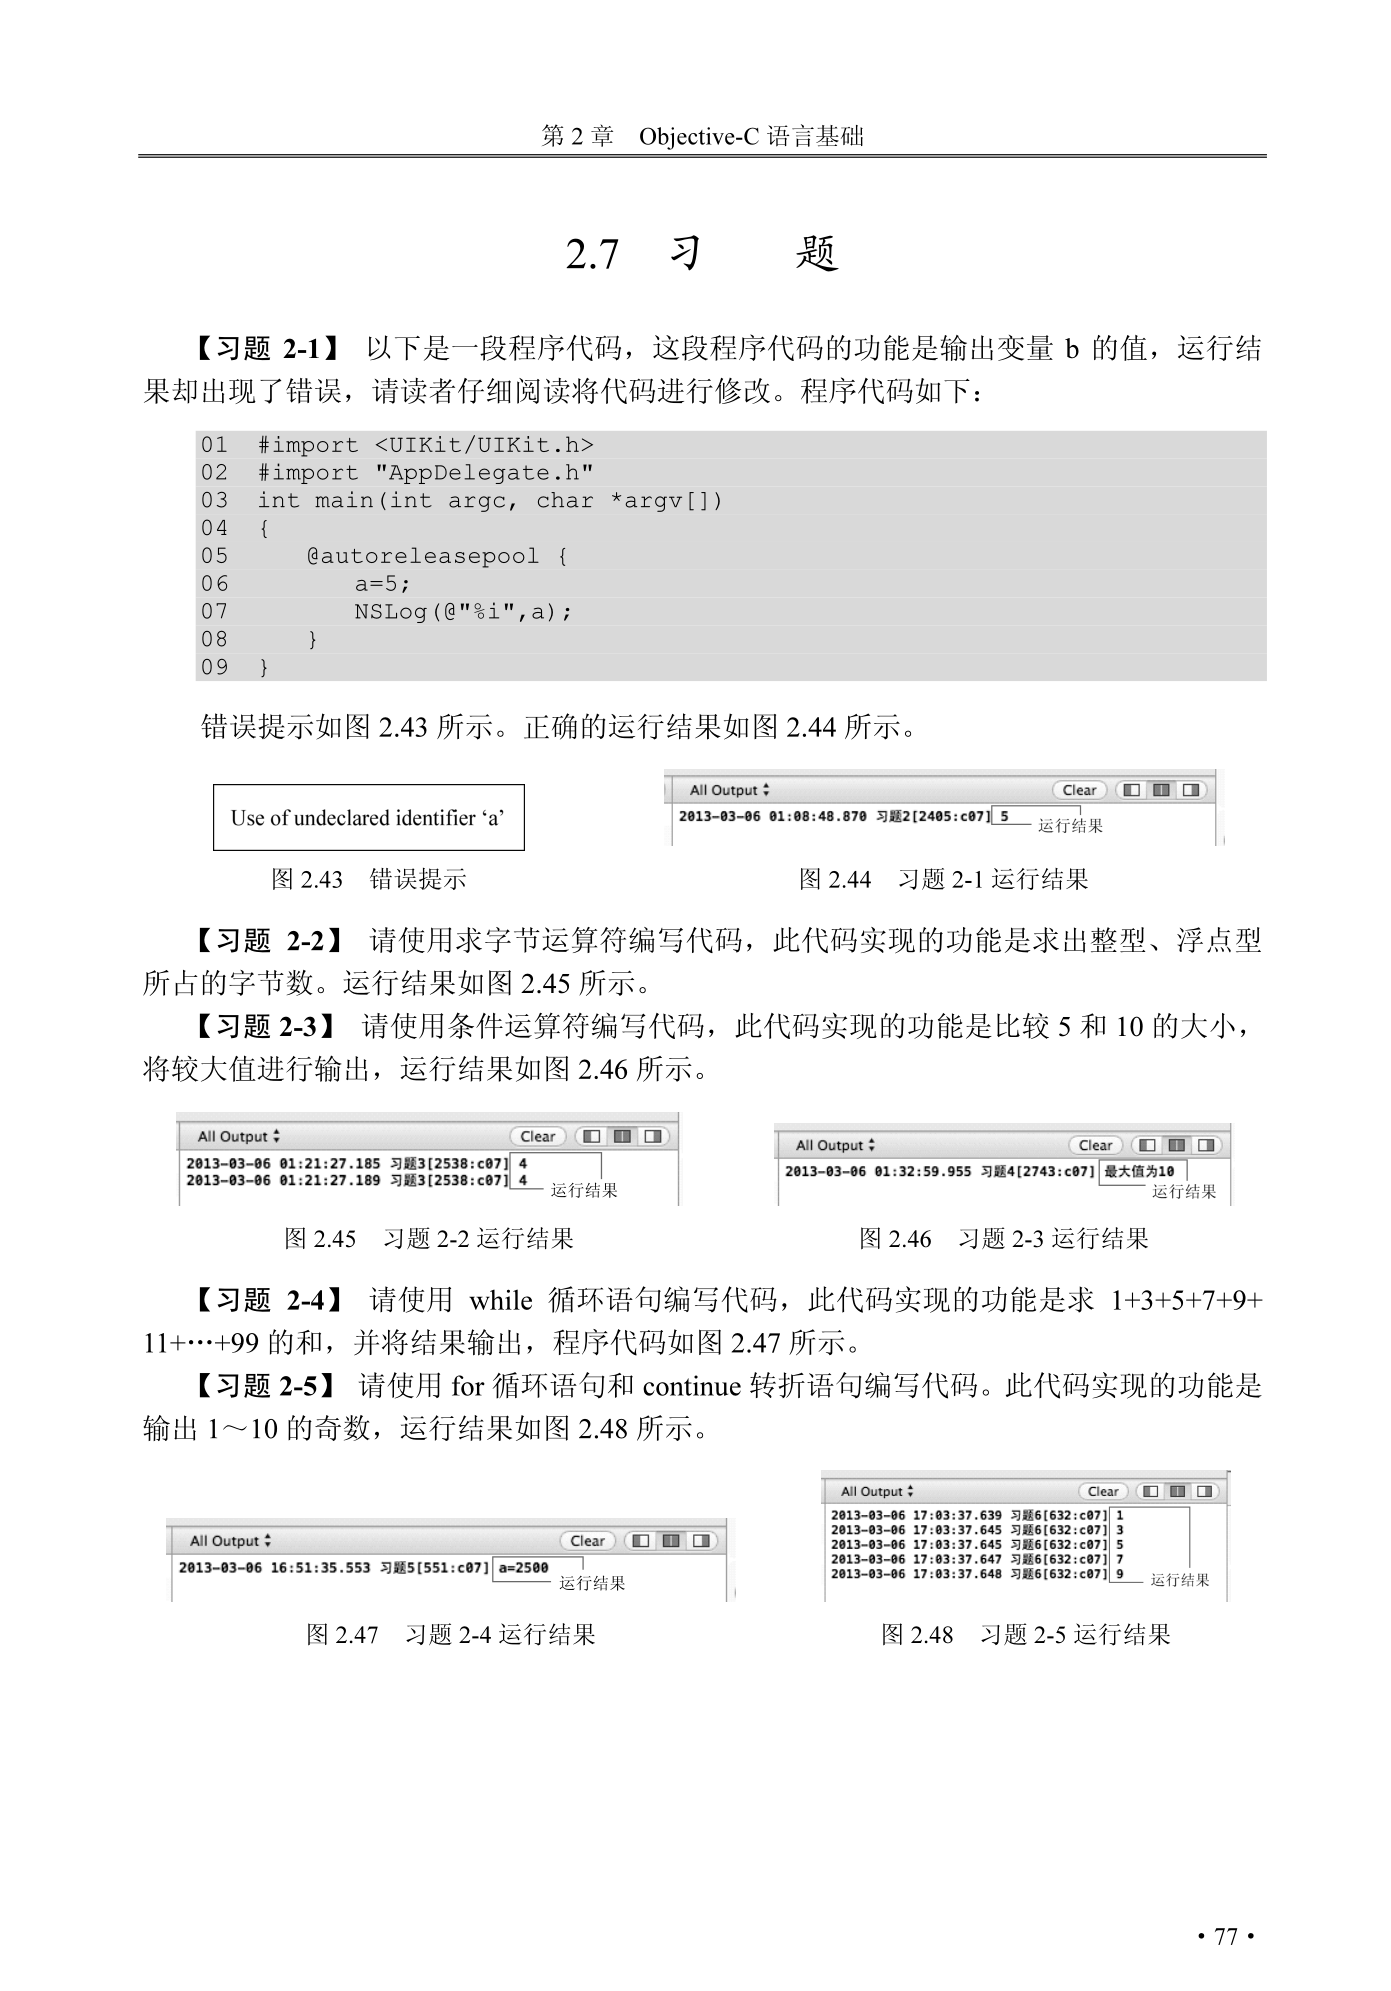 第 2 章 Objective-C 语言基础
2.7 习 题
【习题 2-1】 以下是一段程序代码，这段程序代码的功能是输出变量 b 的值，运行结
果却出现了错误，请读者仔细阅读将代码进行修改。程序代码如下：
01 #import <UIKit/UIKit.h>
02 #import "AppDelegate.h"
03 int main(int argc, char *argv[])
04 {
05 @autoreleasepool {
06 a=5;
07 NSLog(@"%i",a);
08 }
09 }
错误提示如图 2.43 所示。正确的运行结果如图 2.44 所示。
Use of undeclared identifier ‘a’
图 2.43 错误提示
All Output Clear
2013-03-06 01:08:48.870 习题2[2405:c07] 5
运行结果
图 2.44 习题 2-1 运行结果
【习题 2-2】 请使用求字节运算符编写代码，此代码实现的功能是求出整型、浮点型
所占的字节数。运行结果如图 2.45 所示。
【习题 2-3】 请使用条件运算符编写代码，此代码实现的功能是比较 5 和 10 的大小，
将较大值进行输出，运行结果如图 2.46 所示。
All Output Clear
2013-03-06 01:21:27.185 习题3[2538:c07] 4
2013-03-06 01:21:27.189 习题3[2538:c07] 4
运行结果
图 2.45 习题 2-2 运行结果
All Output Clear
2013-03-06 01:32:59.955 习题4[2743:c07] 最大值为10
运行结果
图 2.46 习题 2-3 运行结果
【习题 2-4】 请使用 while 循环语句编写代码，此代码实现的功能是求 1+3+5+7+9+
11+…+99 的和，并将结果输出，程序代码如图 2.47 所示。
【习题 2-5】 请使用 for 循环语句和 continue 转折语句编写代码。此代码实现的功能是
输出 1～10 的奇数，运行结果如图 2.48 所示。
All Output Clear
2013-03-06 16:51:35.553 习题5[551:c07] a=2500
运行结果
图 2.47 习题 2-4 运行结果
All Output Clear
2013-03-06 17:03:37.639 习题6[632:c07] 1
2013-03-06 17:03:37.645 习题6[632:c07] 3
2013-03-06 17:03:37.645 习题6[632:c07] 5
2013-03-06 17:03:37.647 习题6[632:c07] 7
2013-03-06 17:03:37.648 习题6[632:c07] 9
运行结果
图 2.48 习题 2-5 运行结果
• 77 •